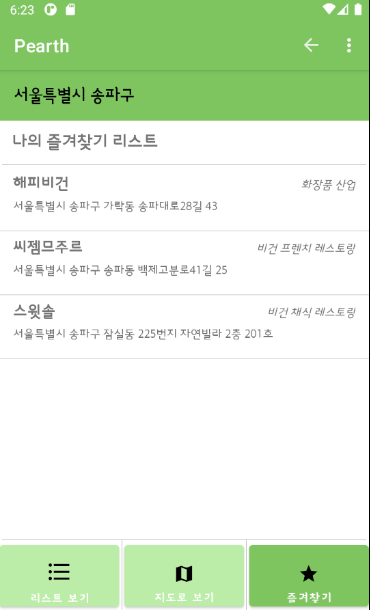 6:23
Pearth
서울특별시 송파구
나의 즐겨찾기 리스트
해피비건
화장품 산업
서울특별시 송파구 가락동 송파대로28길 43
씨젬므주르
비건 프렌치 레스토랑
서울특별시 송파구 송파동 백제고분로41길 25
스윗솔
비건 채식 레스토랑
서울특별시 송파구 잠실동 225번지 자연빌라 2층 201호
리스트 보기
지도로 보기
즐겨찾기